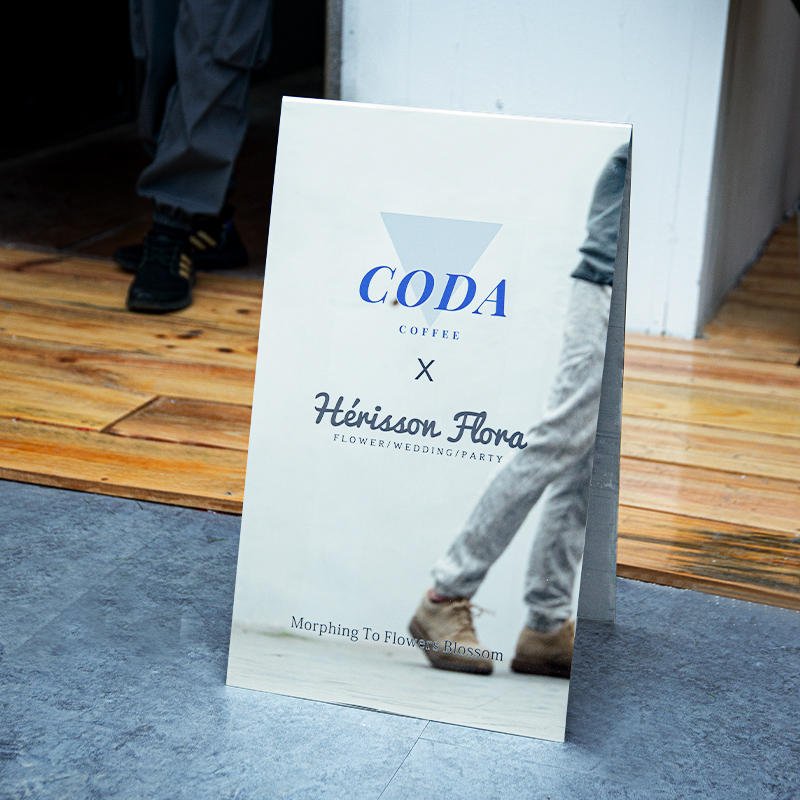 CODA
COFFEE
X
Hérisson Flora
FLOWER/WEDDING/PARTY
Morphing To Flowers Blossom